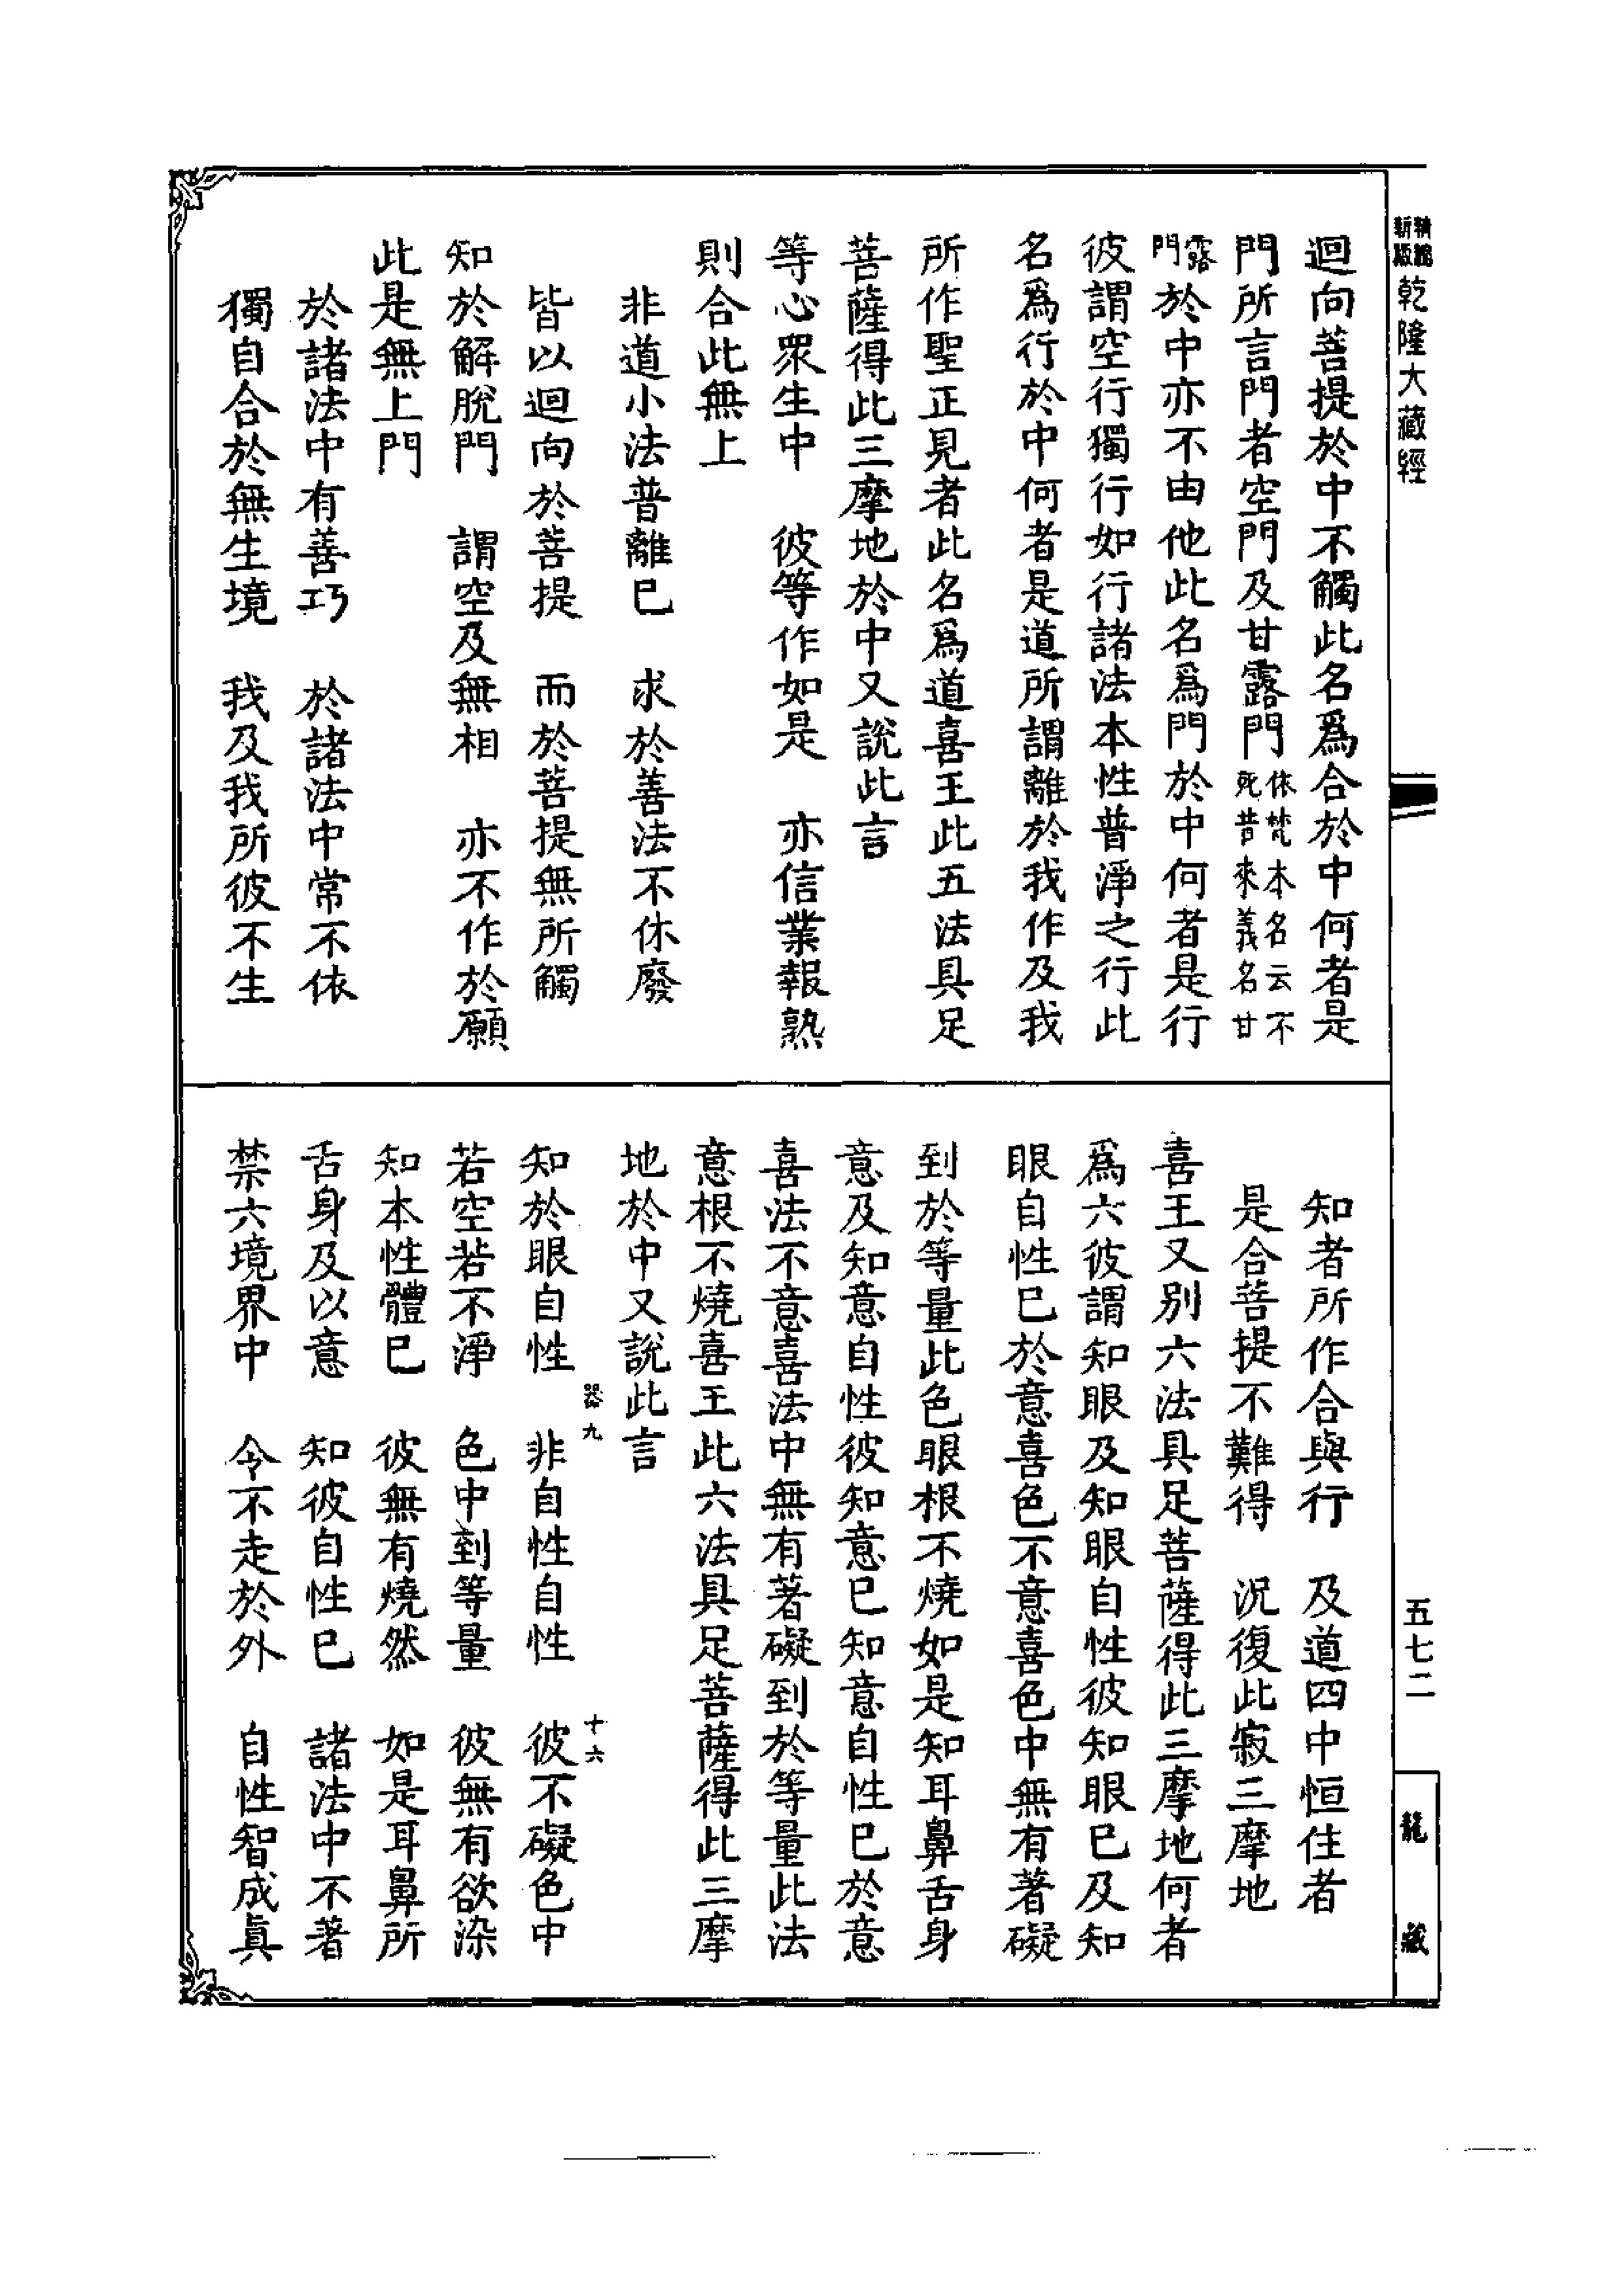 新編
新版
乾隆大藏經
迴向菩提於中不觸此名爲合於中何者是
門所言門者空門及甘露門依梵本名云不死昔來義名甘
露門於中亦不由他此名爲門於中何者是行
彼謂空行獨行如行諸法本性普淨之行此
名爲行於中何者是道所謂離於我作及我
所作聖正見者此名爲道喜王此五法具足
菩薩得此三摩地於中又說此言
等心眾生中　彼等作如是　亦信業報熟
則合此無上
非道小法普離已　求於善法不休廢
皆以迴向於菩提　而於菩提無所觸
知於解脫門　謂空及無相　亦不作於願
此是無上門
於諸法中有善巧　於諸法中常不依
獨自合於無生境　我及我所彼不生
知者所作合與行　及道四中恒住者
是合菩提不難得　況復此寂三摩地
喜王又別六法具足菩薩得此三摩地何者
爲六彼謂知眼及知眼自性彼知眼已及知
眼自性已於意喜色不意喜色中無有著礙
到於等量此色眼根不燒如是知耳鼻舌身
意及知意自性彼知意已知意自性已於意
喜法不意喜法中無有著礙到於等量此法
意根不燒喜王此六法具足菩薩得此三摩
地於中又說此言
器九　十六
知於眼自性　非自性自性　彼不礙色中
若空若不淨　色中到等量　彼無有欲染
知本性體已　彼無有燒然　如是耳鼻所
舌身及以意　知彼自性已　諸法中不著
禁六境界中　令不走於外　自性智成真
五七二
龍藏